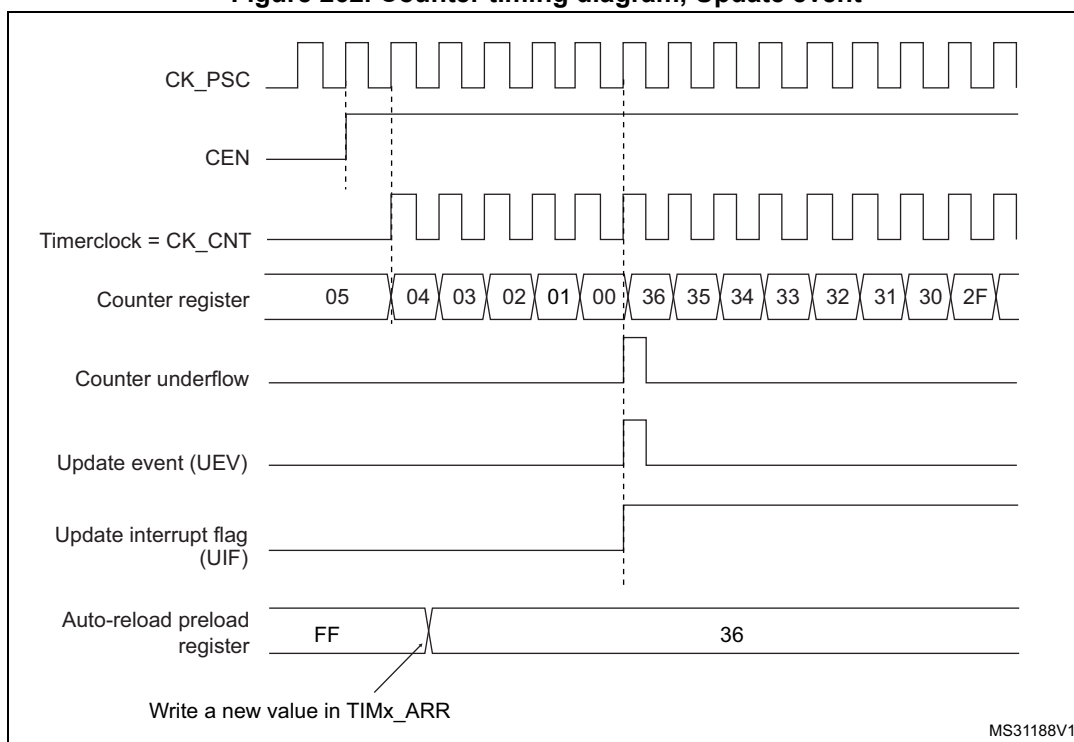 CK_PSC
CEN
Timerclock = CK_CNT
Counter register 05 04 03 02 01 00 36 35 34 33 32 31 30 2F
Counter underflow
Update event (UEV)
Update interrupt flag
(UIF)
Auto-reload preload
register
FF 36
Write a new value in TIMx_ARR
MS31188V1